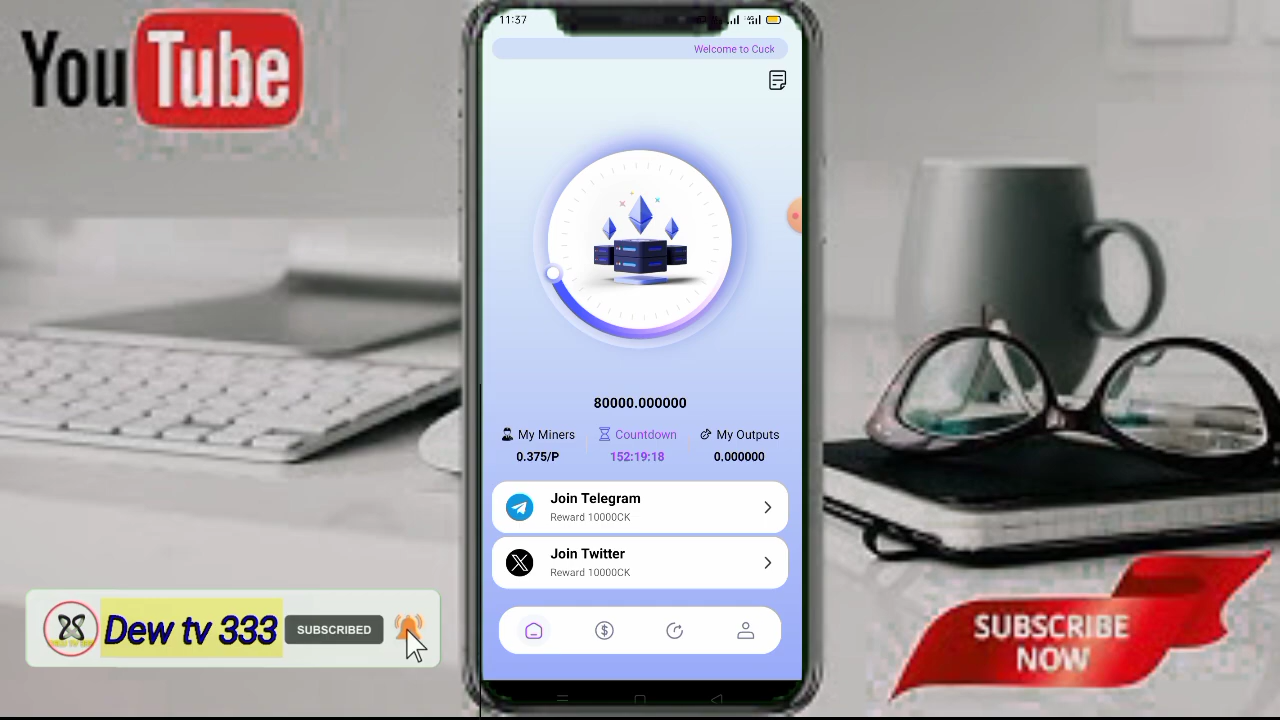 YouTube
11:37
Welcome to Cuck
80000.000000
My Miners
Countdown
My Outputs
0.375/P
152:19:18
0.000000
Join Telegram
Reward 10000CK
Join Twitter
Reward 10000CK
Dew tv 333
SUBSCRIBED
SUBSCRIBE
NOW